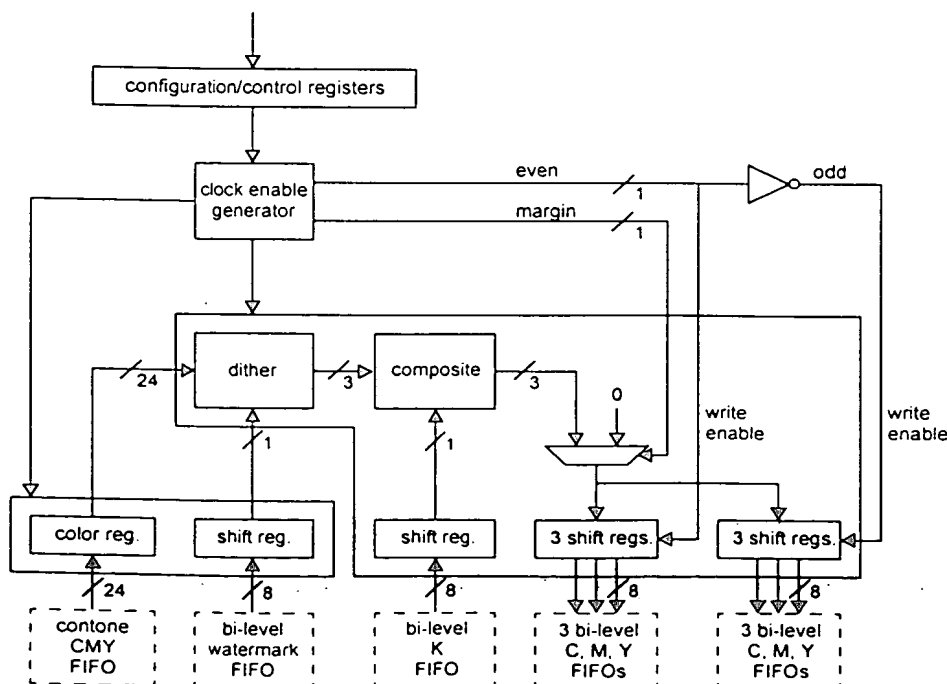 configuration/control registers
clock enable
generator
even
1
odd
margin
1
dither
composite
24
3
3
0
1
1
write
enable
write
enable
color reg.
shift reg.
shift reg.
3 shift regs.
3 shift regs.
24
8
8
8
8
contone
CMY
FIFO
bi-level
watermark
FIFO
bi-level
K
FIFO
3 bi-level
C, M, Y
FIFOs
3 bi-level
C, M, Y
FIFOs